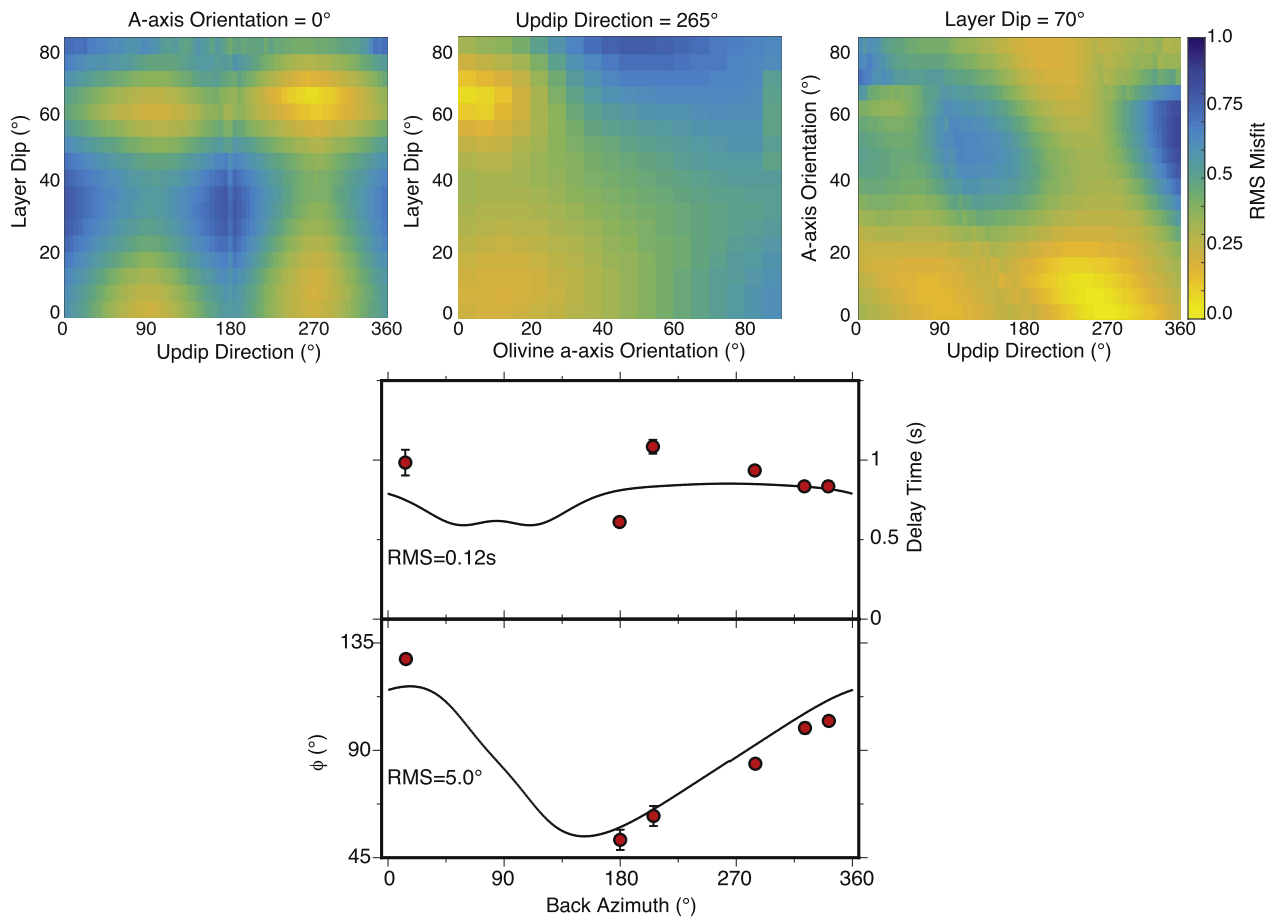 A-axis Orientation = 0°
Updip Direction = 265°
Layer Dip = 70°
80
60
40
20
0
Layer Dip (°)
0 90 180 270 360
Updip Direction (°)
80
60
40
20
0
Layer Dip (°)
0 20 40 60 80
Olivine a-axis Orientation (°)
80
60
40
20
0
A-axis Orientation (°)
0 90 180 270 360
Updip Direction (°)
1.0
0.75
0.5
0.25
0.0
RMS Misfit
1
0.5
0
Delay Time (s)
RMS=0.12s
135
90
45
ϕ (°)
RMS=5.0°
0 90 180 270 360
Back Azimuth (°)